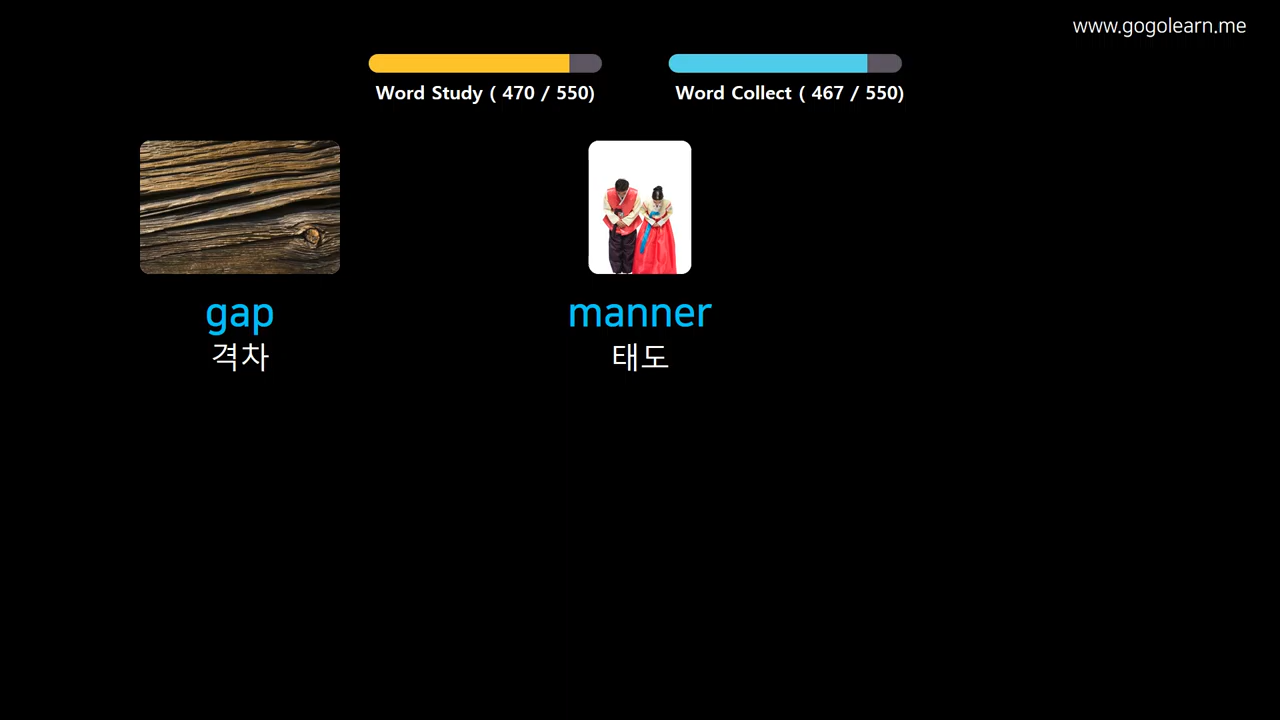 www.gogolearn.me
Word Study ( 470 / 550)
Word Collect ( 467 / 550)
gap
격차
manner
태도